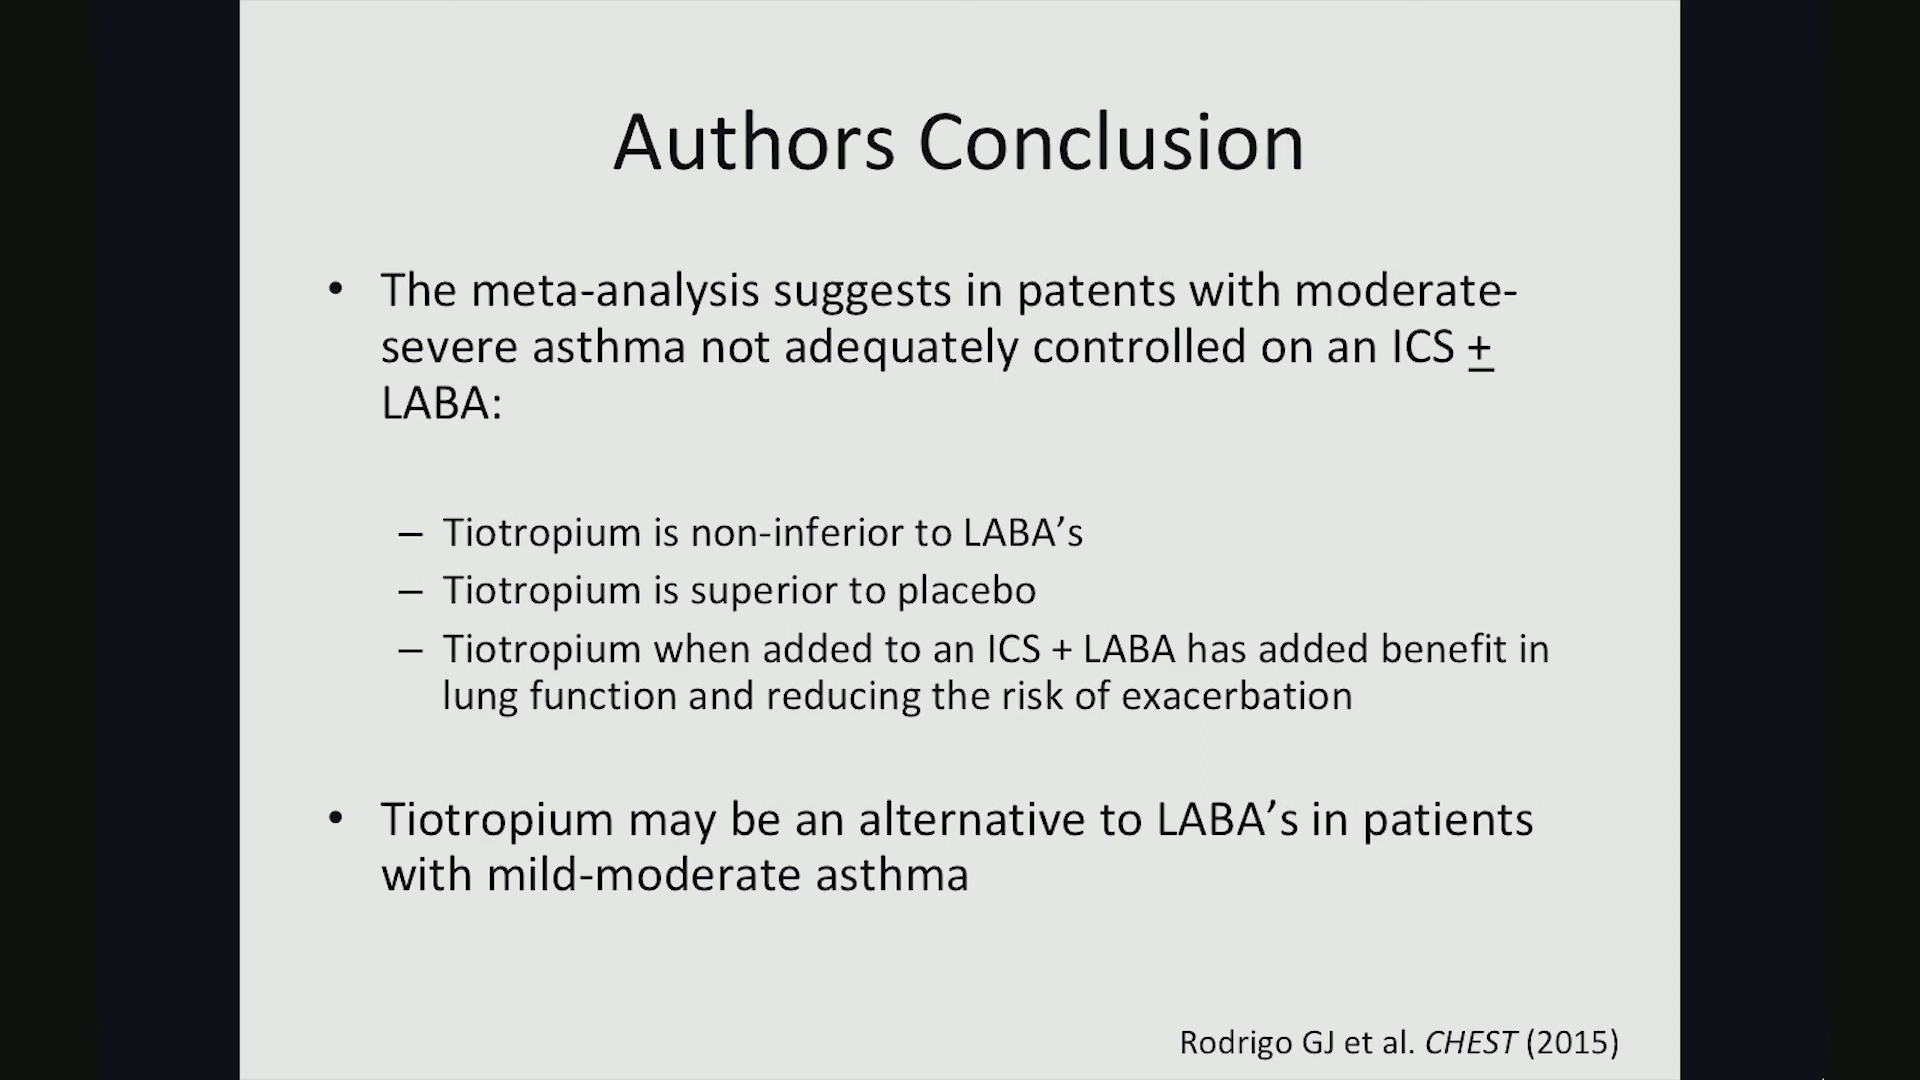 Authors Conclusion
• The meta-analysis suggests in patents with moderate-
severe asthma not adequately controlled on an ICS ±
LABA:
– Tiotropium is non-inferior to LABA’s
– Tiotropium is superior to placebo
– Tiotropium when added to an ICS + LABA has added benefit in
lung function and reducing the risk of exacerbation
• Tiotropium may be an alternative to LABA’s in patients
with mild-moderate asthma
Rodrigo GJ et al. CHEST (2015)